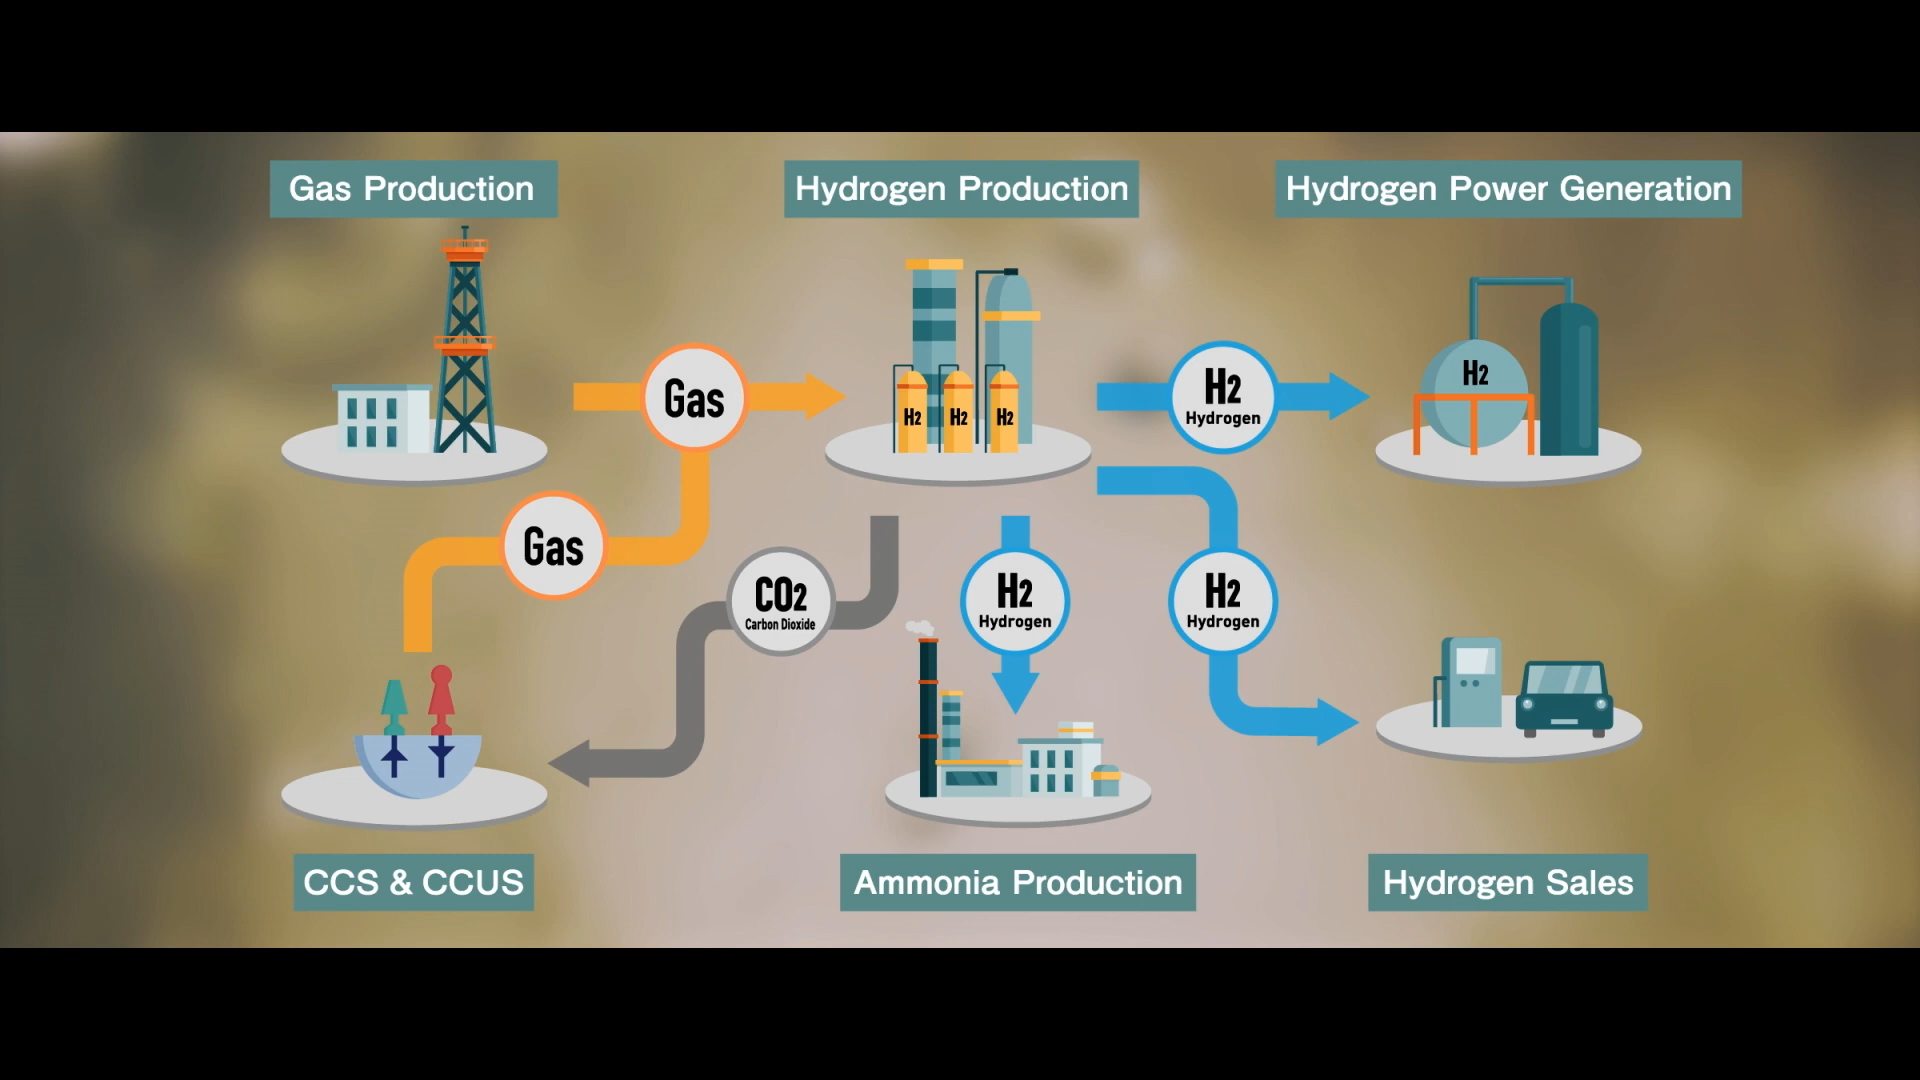 Gas Production
Hydrogen Production
Hydrogen Power Generation
Gas
H2
Hydrogen
H2
H2 H2 H2
Gas
CO2
Carbon Dioxide
H2
Hydrogen
H2
Hydrogen
CCS & CCUS
Ammonia Production
Hydrogen Sales